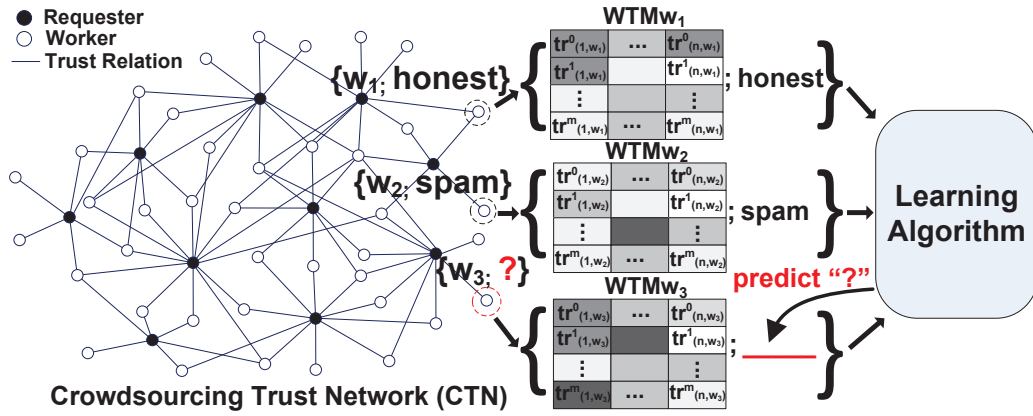 Requester
Worker
Trust Relation
{w1; honest}
{w2; spam}
{w3; ?}
Crowdsourcing Trust Network (CTN)
WTMw1
tr0(1,w1) ... tr0(n,w1)
tr1(1,w1) tr1(n,w1)
⋮ ⋮
trm(1,w1) ... trm(n,w1)
; honest
WTMw2
tr0(1,w2) ... tr0(n,w2)
tr1(1,w2) tr1(n,w2)
⋮ ⋮
trm(1,w2) ... trm(n,w2)
; spam
WTMw3
tr0(1,w3) ... tr0(n,w3)
tr1(1,w3) tr1(n,w3)
⋮ ⋮
trm(1,w3) ... trm(n,w3)
;
predict “?”
Learning
Algorithm